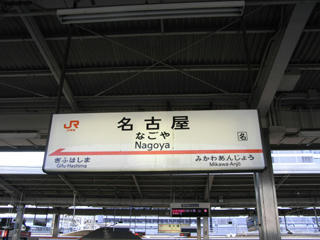 JR
名古屋
名
なごや
Nagoya
ぎふはしま
Gifu-Hashima
みかわあんじょう
Mikawa-Anjō